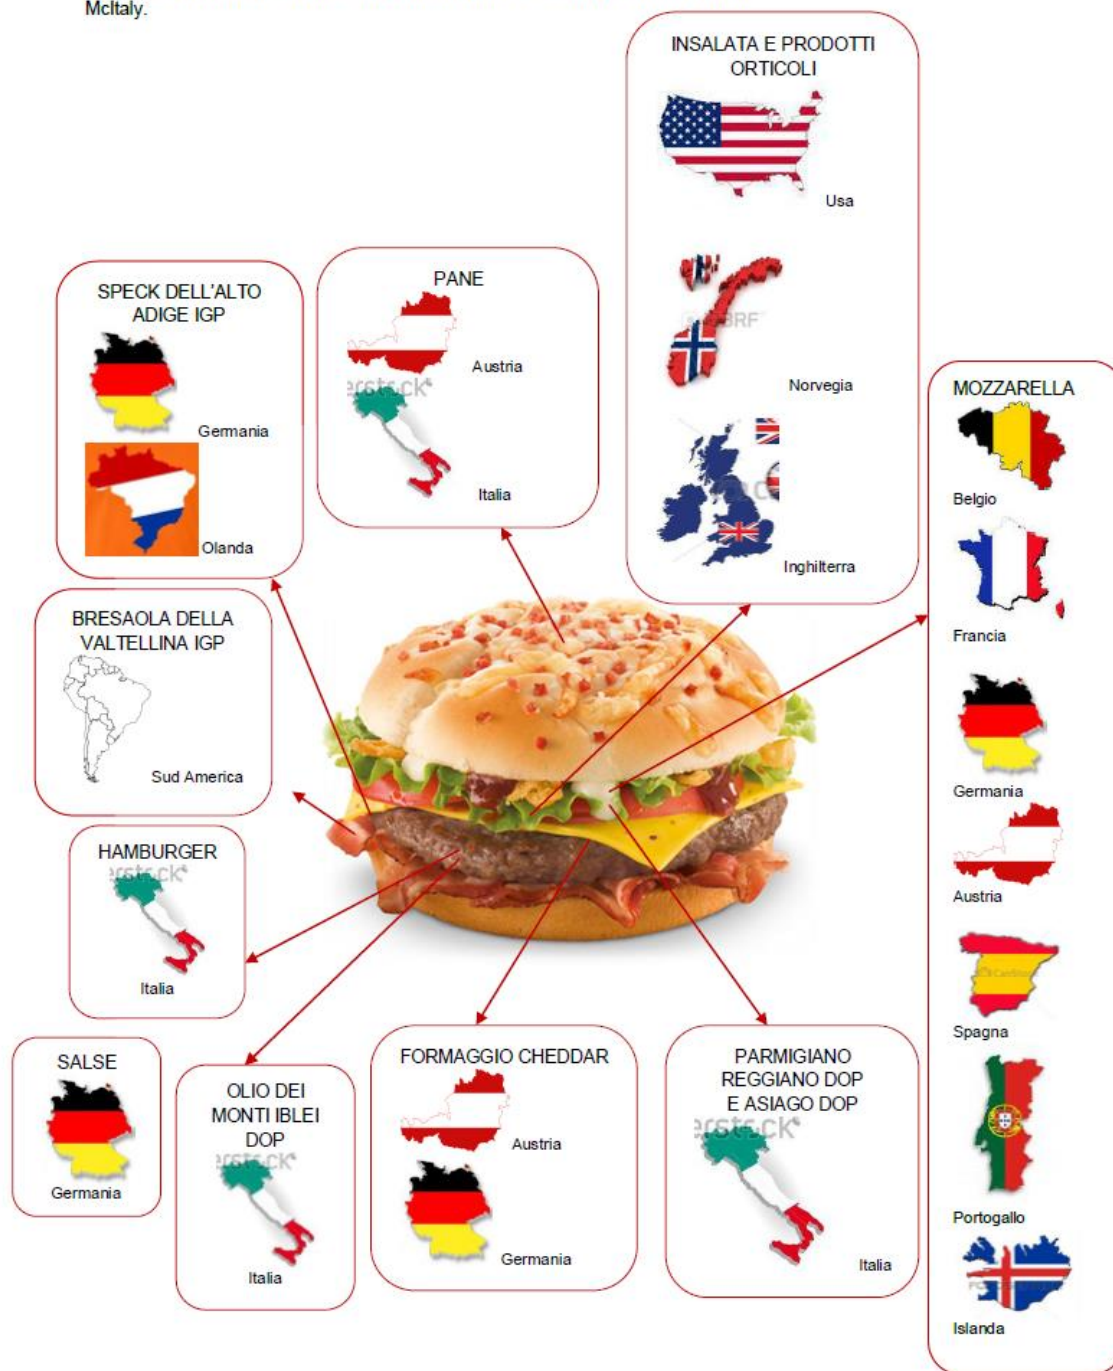 McItaly.
INSALATA E PRODOTTI
ORTICOLI
Usa
Norvegia
Inghilterra
SPECK DELL'ALTO
ADIGE IGP
Germania
Olanda
PANE
Austria
Italia
MOZZARELLA
Belgio
Francia
Germania
Austria
Spagna
Portogallo
Islanda
BRESAOLA DELLA
VALTELLINA IGP
Sud America
HAMBURGER
Italia
SALSE
Germania
OLIO DEI
MONTI IBLEI
DOP
Italia
FORMAGGIO CHEDDAR
Austria
Germania
PARMIGIANO
REGGIANO DOP
E ASIAGO DOP
Italia